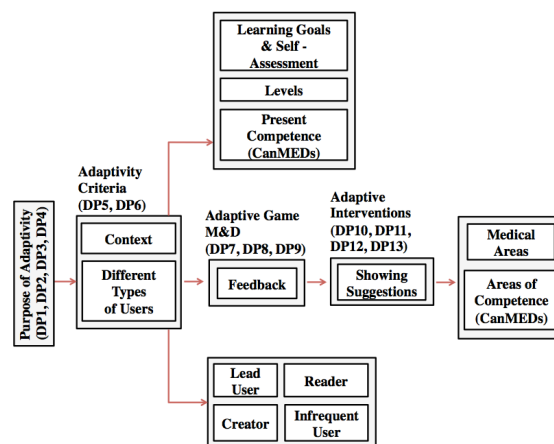 Learning Goals
& Self -
Assessment
Levels
Present
Competence
(CanMEDs)
Purpose of Adaptivity
(DP1, DP2, DP3, DP4)
Adaptivity
Criteria
(DP5, DP6)
Context
Different
Types
of Users
Adaptive Game
M&D
(DP7, DP8, DP9)
Feedback
Adaptive
Interventions
(DP10, DP11,
DP12, DP13)
Showing
Suggestions
Medical
Areas
Areas of
Competence
(CanMEDs)
Lead
User
Reader
Creator
Infrequent
User